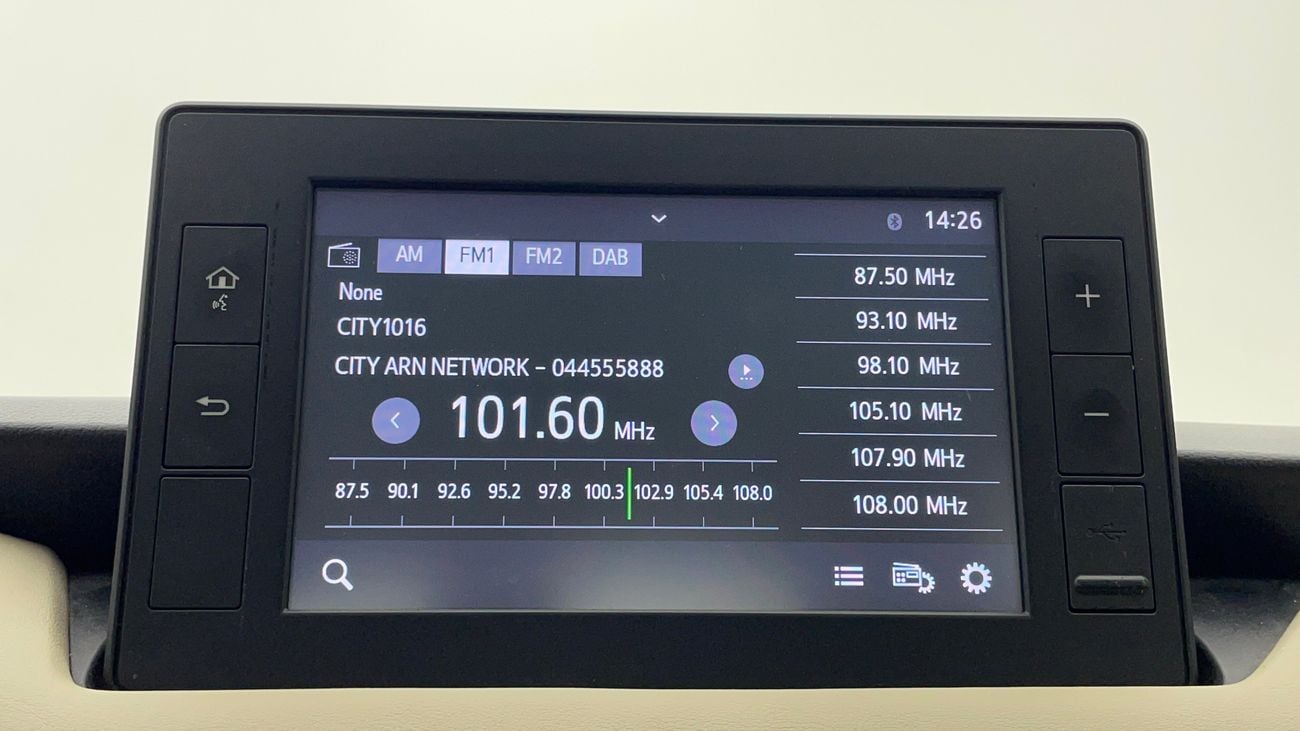 14:26
AM FM1 FM2 DAB
None
CITY1016
CITY ARN NETWORK - 044555888
101.60 MHz
87.5 90.1 92.6 95.2 97.8 100.3 102.9 105.4 108.0
87.50 MHz
93.10 MHz
98.10 MHz
105.10 MHz
107.90 MHz
108.00 MHz